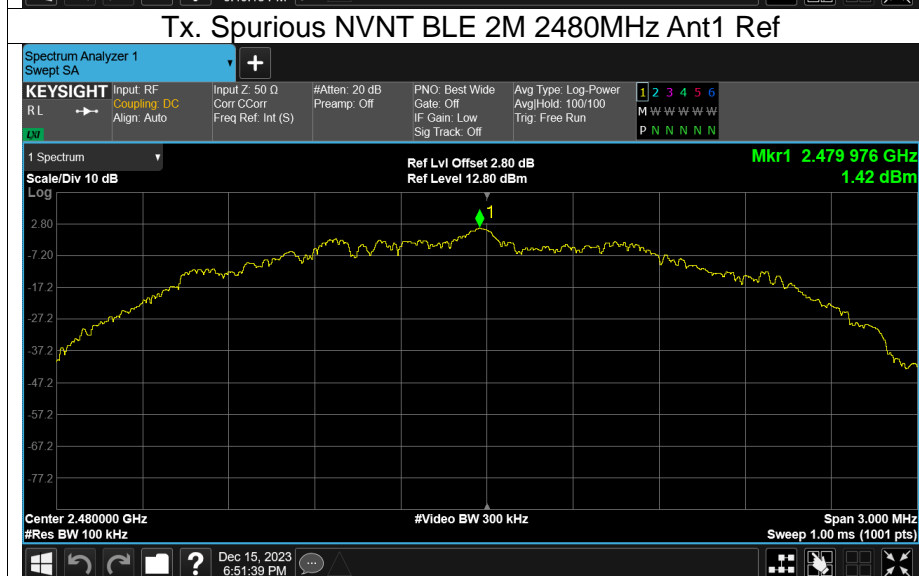 Tx. Spurious NVNT BLE 2M 2480MHz Ant1 Ref
Spectrum Analyzer 1
Swept SA
+
KEYSIGHT
R L
LXI
Input: RF
Coupling: DC
Align: Auto
Input Z: 50 Ω
Corr CCorr
Freq Ref: Int (S)
#Atten: 20 dB
Preamp: Off
PNO: Best Wide
Gate: Off
IF Gain: Low
Sig Track: Off
Avg Type: Log-Power
Avg|Hold: 100/100
Trig: Free Run
1 2 3 4 5 6
M W W W W W
P N N N N N
1 Spectrum
Scale/Div 10 dB
Ref Lvl Offset 2.80 dB
Ref Level 12.80 dBm
Mkr1 2.479 976 GHz
1.42 dBm
Log
1
2.80
-7.20
-17.2
-27.2
-37.2
-47.2
-57.2
-67.2
-77.2
Center 2.480000 GHz
#Video BW 300 kHz
Span 3.000 MHz
#Res BW 100 kHz
Sweep 1.00 ms (1001 pts)
?
Dec 15, 2023
6:51:39 PM